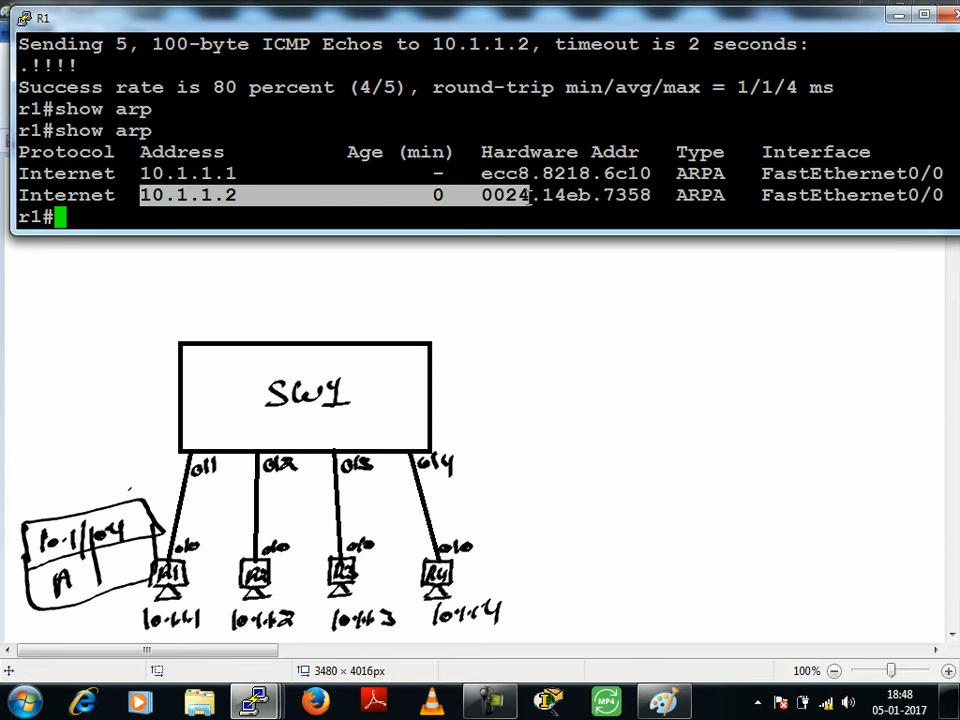 R1
Sending 5, 100-byte ICMP Echos to 10.1.1.2, timeout is 2 seconds:
.!!!!
Success rate is 80 percent (4/5), round-trip min/avg/max = 1/1/4 ms
r1#show arp
r1#show arp
Protocol Address Age (min) Hardware Addr Type Interface
Internet 10.1.1.1 - ecc8.8218.6c10 ARPA FastEthernet0/0
Internet 10.1.1.2 0 0024.14eb.7358 ARPA FastEthernet0/0
r1#
SW1
0/1 0/2 0/3 0/4
0/0 0/0 0/0 0/0
R1 R2 R3 R4
10.1.1.1 10.1.1.2 10.1.1.3 10.1.1.4
A
3480 × 4016px
100%
MP4
18:48
05-01-2017